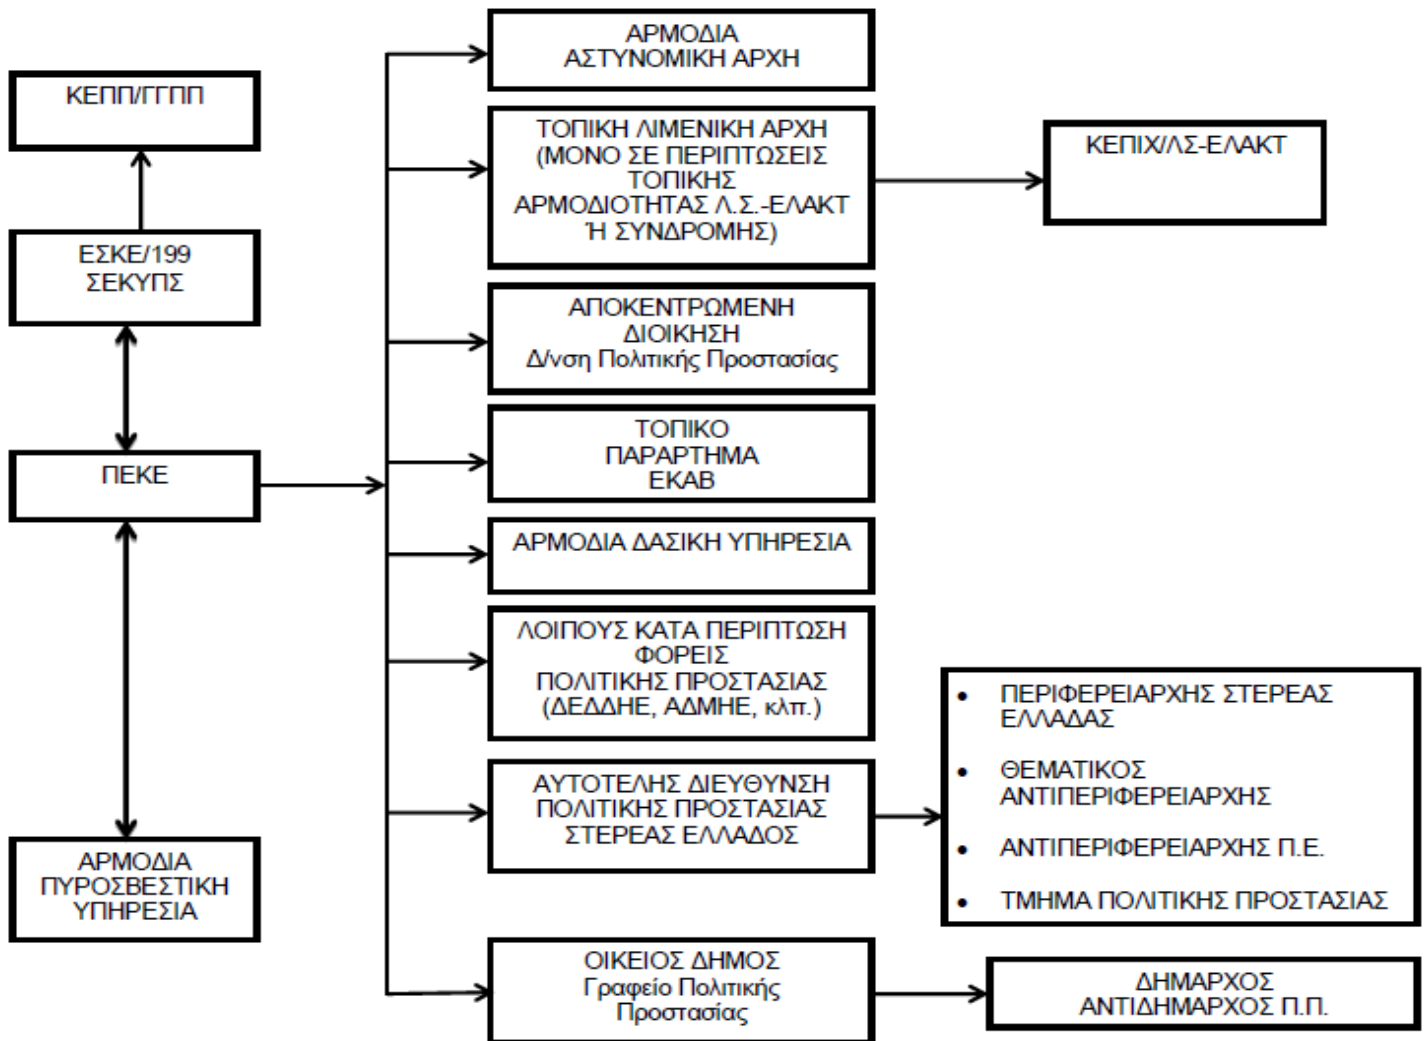 ΚΕΠΠ/ΓΓΠΠ
ΕΣΚΕ/199
ΣΕΚΥΠΣ
ΠΕΚΕ
ΑΡΜΟΔΙΑ
ΠΥΡΟΣΒΕΣΤΙΚΗ
ΥΠΗΡΕΣΙΑ
ΑΡΜΟΔΙΑ
ΑΣΤΥΝΟΜΙΚΗ ΑΡΧΗ
ΤΟΠΙΚΗ ΛΙΜΕΝΙΚΗ ΑΡΧΗ
(ΜΟΝΟ ΣΕ ΠΕΡΙΠΤΩΣΕΙΣ
ΤΟΠΙΚΗΣ
ΑΡΜΟΔΙΟΤΗΤΑΣ Λ.Σ.-ΕΛΑΚΤ
Ή ΣΥΝΔΡΟΜΗΣ)
ΚΕΠΙΧ/ΛΣ-ΕΛΑΚΤ
ΑΠΟΚΕΝΤΡΩΜΕΝΗ
ΔΙΟΙΚΗΣΗ
Δ/νση Πολιτικής Προστασίας
ΤΟΠΙΚΟ
ΠΑΡΑΡΤΗΜΑ
ΕΚΑΒ
ΑΡΜΟΔΙΑ ΔΑΣΙΚΗ ΥΠΗΡΕΣΙΑ
ΛΟΙΠΟΥΣ ΚΑΤΑ ΠΕΡΙΠΤΩΣΗ
ΦΟΡΕΙΣ
ΠΟΛΙΤΙΚΗΣ ΠΡΟΣΤΑΣΙΑΣ
(ΔΕΔΔΗΕ, ΑΔΜΗΕ, κλπ.)
ΑΥΤΟΤΕΛΗΣ ΔΙΕΥΘΥΝΣΗ
ΠΟΛΙΤΙΚΗΣ ΠΡΟΣΤΑΣΙΑΣ
ΣΤΕΡΕΑΣ ΕΛΛΑΔΟΣ
• ΠΕΡΙΦΕΡΕΙΑΡΧΗΣ ΣΤΕΡΕΑΣ
ΕΛΛΑΔΑΣ
• ΘΕΜΑΤΙΚΟΣ
ΑΝΤΙΠΕΡΙΦΕΡΕΙΑΡΧΗΣ
• ΑΝΤΙΠΕΡΙΦΕΡΕΙΑΡΧΗΣ Π.Ε.
• ΤΜΗΜΑ ΠΟΛΙΤΙΚΗΣ ΠΡΟΣΤΑΣΙΑΣ
ΟΙΚΕΙΟΣ ΔΗΜΟΣ
Γραφείο Πολιτικής
Προστασίας
ΔΗΜΑΡΧΟΣ
ΑΝΤΙΔΗΜΑΡΧΟΣ Π.Π.